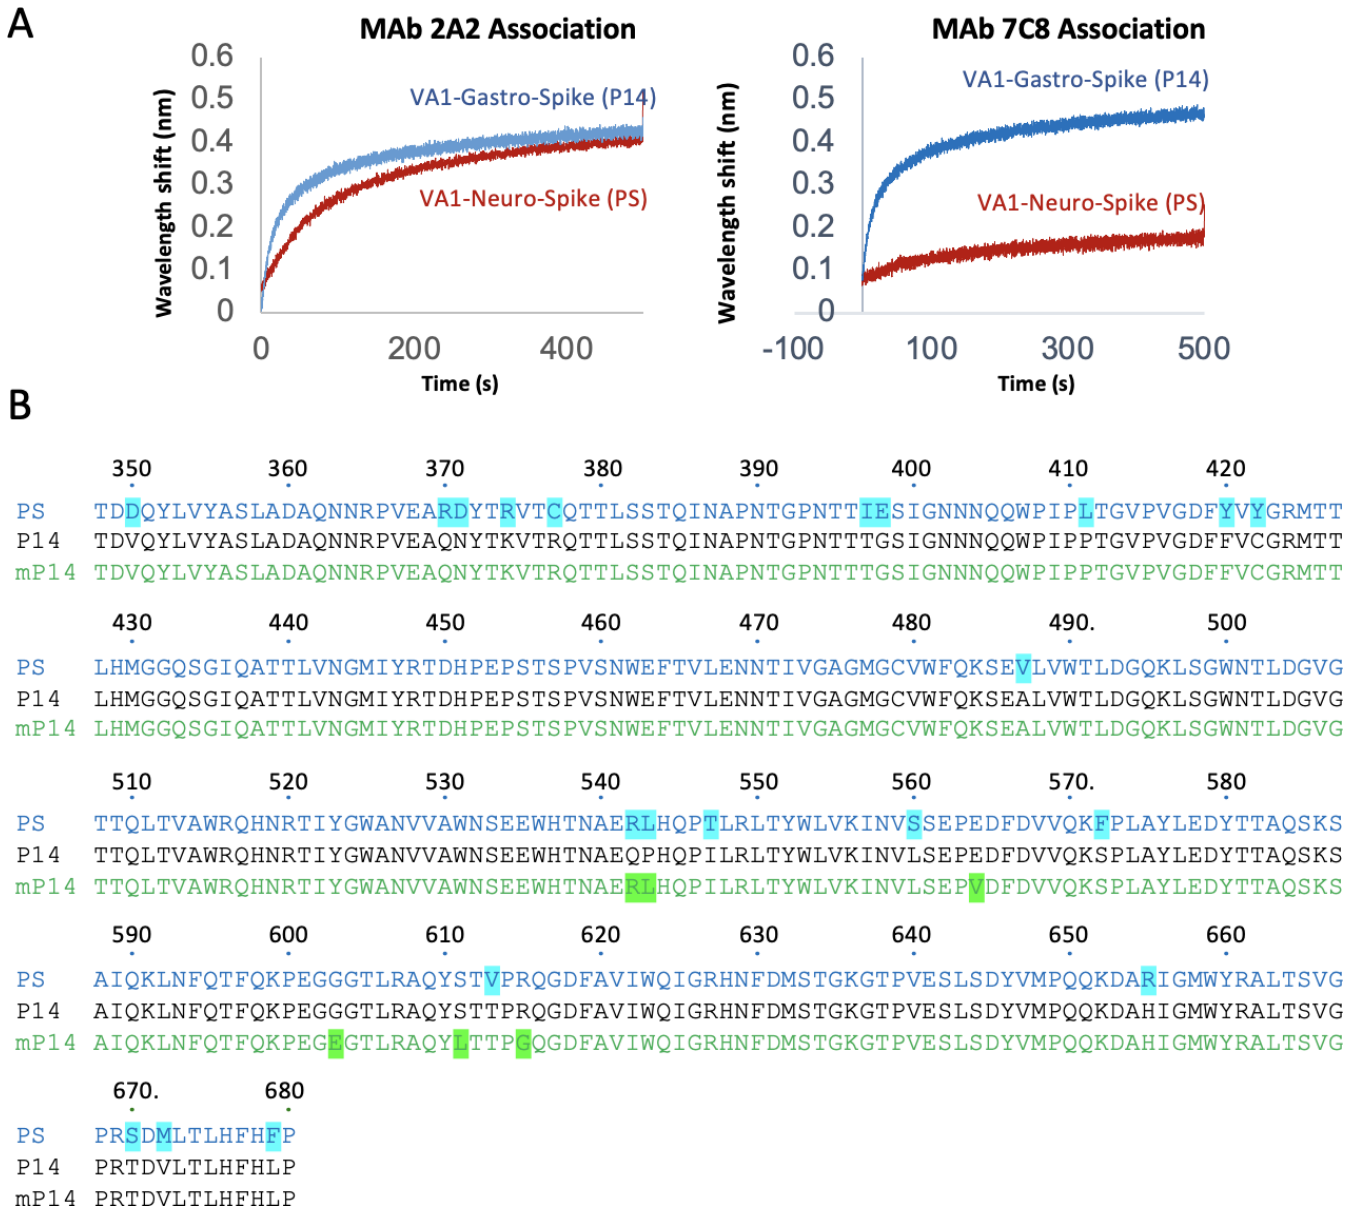 A
MAb 2A2 Association
MAb 7C8 Association
0.6
0.5
0.4
0.3
0.2
0.1
0
Wavelength shift (nm)
VA1-Gastro-Spike (P14)
VA1-Neuro-Spike (PS)
0 200 400
Time (s)
0.6
0.5
0.4
0.3
0.2
0.1
0
Wavelength shift (nm)
VA1-Gastro-Spike (P14)
VA1-Neuro-Spike (PS)
-100 100 300 500
Time (s)
B
350 360 370 380 390 400 410 420
PS TDDQYLVYASLADAQNNRPVEARDYTRVTCQTTLSSTQINAPNTGPNTTIESIGNNNQQWPIPLTGVPVGDFYVYGRMTT
P14 TDVQYLVYASLADAQNNRPVEAQNYTKVTRQTTLSSTQINAPNTGPNTTTGSIGNNNQQWPIPPTGVPVGDFFVCGRMTT
mP14 TDVQYLVYASLADAQNNRPVEAQNYTKVTRQTTLSSTQINAPNTGPNTTTGSIGNNNQQWPIPPTGVPVGDFFVCGRMTT
430 440 450 460 470 480 490. 500
PS LHMGGQSGIQATTLVNGMIYRTDHPEPSTSPVSNWEFTVLENNTIVGAGMGCVWFQKSEVLVWTLDGQKLSGWNTLDGVG
P14 LHMGGQSGIQATTLVNGMIYRTDHPEPSTSPVSNWEFTVLENNTIVGAGMGCVWFQKSEALVWTLDGQKLSGWNTLDGVG
mP14 LHMGGQSGIQATTLVNGMIYRTDHPEPSTSPVSNWEFTVLENNTIVGAGMGCVWFQKSEALVWTLDGQKLSGWNTLDGVG
510 520 530 540 550 560 570. 580
PS TTQLTVAWRQHNRTIYGWANVVAWNSEEWHTNAERLHQPTLRLTYWLVKINVSSEPEDFDVVQKFPLAYLEDYTTAQSKS
P14 TTQLTVAWRQHNRTIYGWANVVAWNSEEWHTNAEQPHQPILRLTYWLVKINVLSEPEDFDVVQKSPLAYLEDYTTAQSKS
mP14 TTQLTVAWRQHNRTIYGWANVVAWNSEEWHTNAERLHQPILRLTYWLVKINVLSEPVDFDVVQKSPLAYLEDYTTAQSKS
590 600 610 620 630 640 650 660
PS AIQKLNFQTFQKPEGGGTLRAQYSTVPRQGDFAVIWQIGRHNFDMSTGKGTPVESLSDYVMPQQKDARIGMWYRALTSVG
P14 AIQKLNFQTFQKPEGGGTLRAQYSTTPRQGDFAVIWQIGRHNFDMSTGKGTPVESLSDYVMPQQKDAHIGMWYRALTSVG
mP14 AIQKLNFQTFQKPEGEGTLRAQYLTTPGQGDFAVIWQIGRHNFDMSTGKGTPVESLSDYVMPQQKDAHIGMWYRALTSVG
670. 680
PS PRSDMLTLHFHFP
P14 PRTDVLTLHFHLP
mP14 PRTDVLTLHFHLP